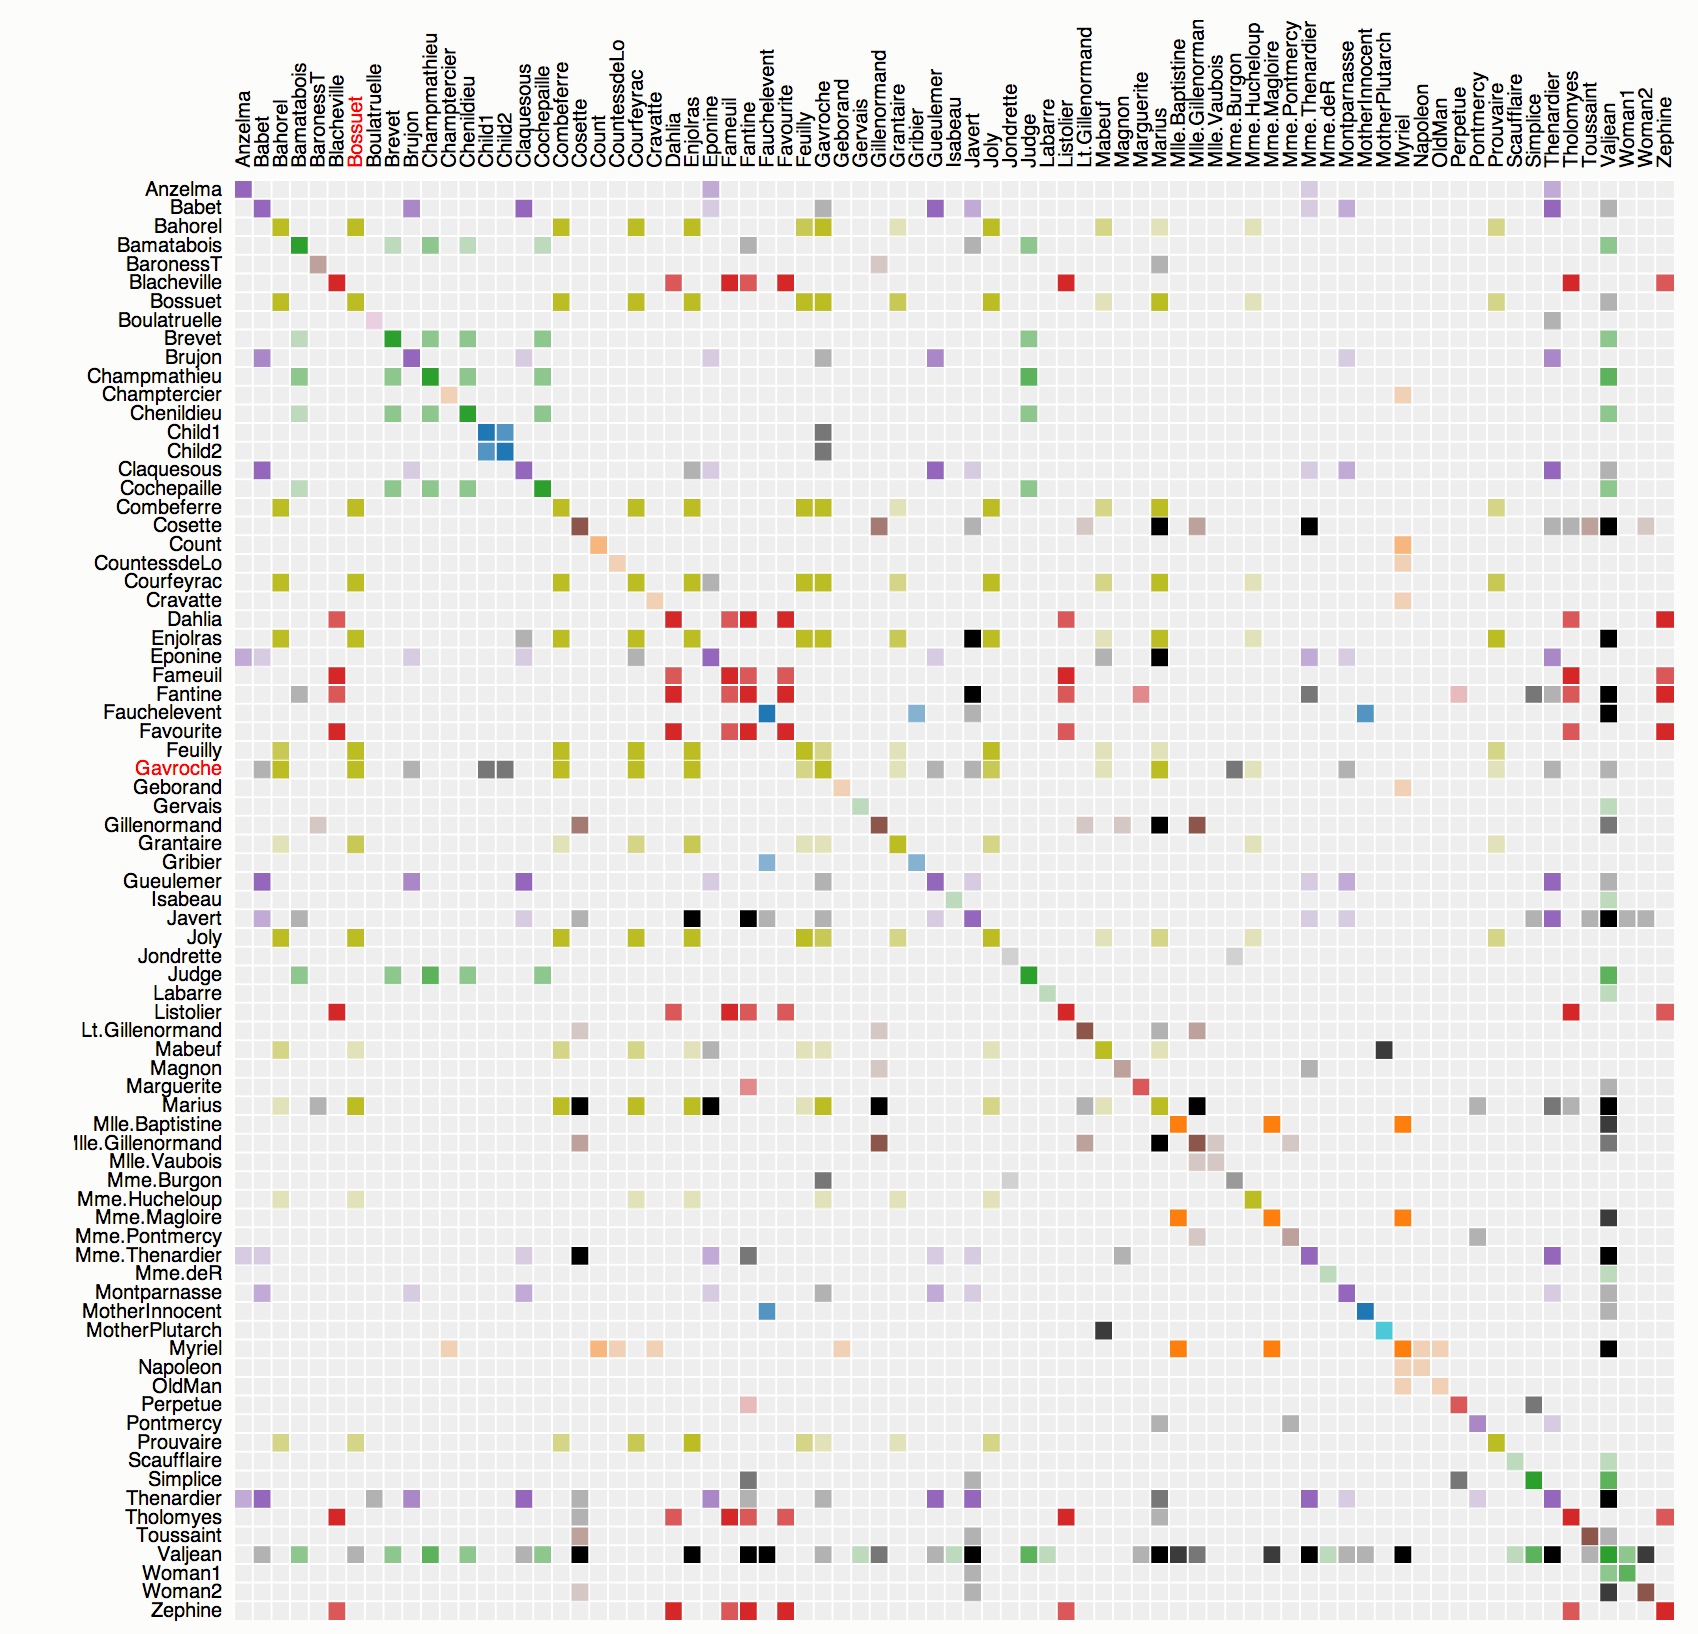 Anzelma
Babet
Bahorel
Bamatabois
BaronessT
Blacheville
Bossuet
Boulatruelle
Brevet
Brujon
Champmathieu
Champtercier
Chenildieu
Child1
Child2
Claquesous
Cochepaille
Combeferre
Cosette
Count
CountessdeLo
Courfeyrac
Cravatte
Dahlia
Enjolras
Eponine
Fameuil
Fantine
Fauchelevent
Favourite
Feuilly
Gavroche
Geborand
Gervais
Gillenormand
Grantaire
Gribier
Gueulemer
Isabeau
Javert
Joly
Jondrette
Judge
Labarre
Listolier
Lt.Gillenormand
Mabeuf
Magnon
Marguerite
Marius
Mlle.Baptistine
Mlle.Gillenorman
Mlle.Vaubois
Mme.Burgon
Mme.Hucheloup
Mme.Magloire
Mme.Pontmercy
Mme.Thenardier
Mme.deR
Montparnasse
MotherInnocent
MotherPlutarch
Myriel
Napoleon
OldMan
Perpetue
Pontmercy
Prouvaire
Scaufflaire
Simplice
Thenardier
Tholomyes
Toussaint
Valjean
Woman1
Woman2
Zephine
Anzelma
Babet
Bahorel
Bamatabois
BaronessT
Blacheville
Bossuet
Boulatruelle
Brevet
Brujon
Champmathieu
Champtercier
Chenildieu
Child1
Child2
Claquesous
Cochepaille
Combeferre
Cosette
Count
CountessdeLo
Courfeyrac
Cravatte
Dahlia
Enjolras
Eponine
Fameuil
Fantine
Fauchelevent
Favourite
Feuilly
Gavroche
Geborand
Gervais
Gillenormand
Grantaire
Gribier
Gueulemer
Isabeau
Javert
Joly
Jondrette
Judge
Labarre
Listolier
Lt.Gillenormand
Mabeuf
Magnon
Marguerite
Marius
Mlle.Baptistine
lle.Gillenormand
Mlle.Vaubois
Mme.Burgon
Mme.Hucheloup
Mme.Magloire
Mme.Pontmercy
Mme.Thenardier
Mme.deR
Montparnasse
MotherInnocent
MotherPlutarch
Myriel
Napoleon
OldMan
Perpetue
Pontmercy
Prouvaire
Scaufflaire
Simplice
Thenardier
Tholomyes
Toussaint
Valjean
Woman1
Woman2
Zephine